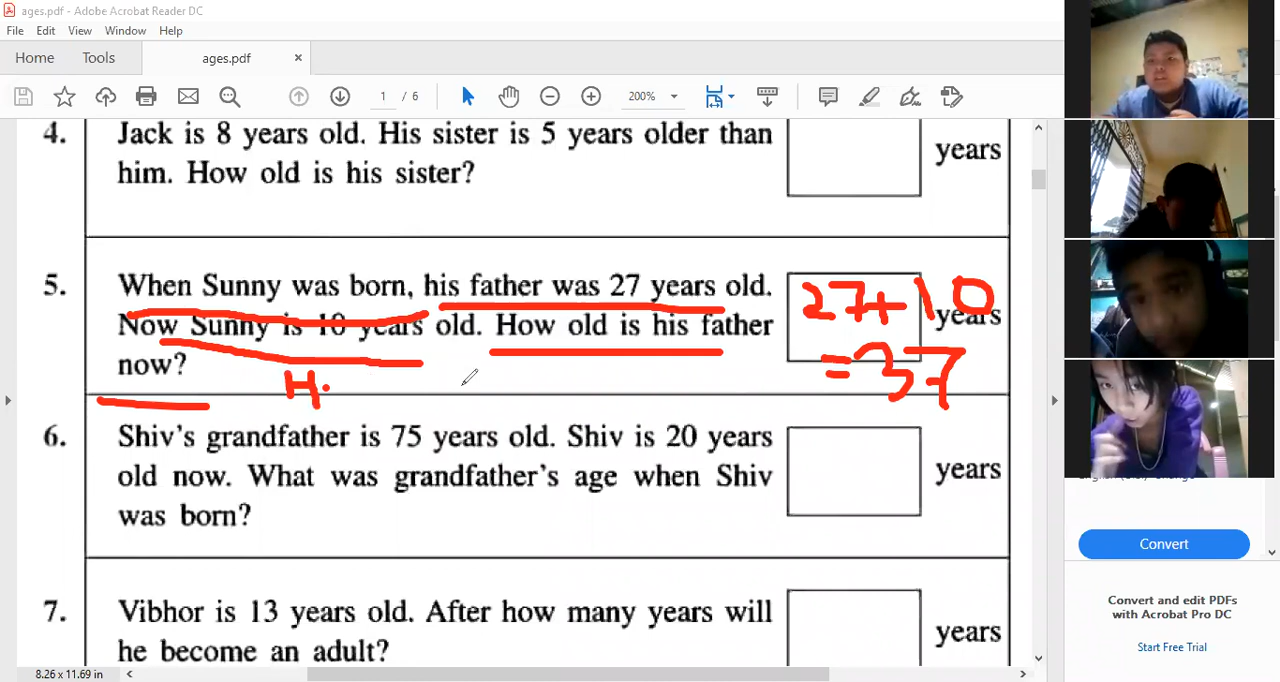 ages.pdf - Adobe Acrobat Reader DC
File Edit View Window Help
Home Tools ages.pdf ×
1 / 6 200%
4. Jack is 8 years old. His sister is 5 years older than
him. How old is his sister?
years
5. When Sunny was born, his father was 27 years old.
Now Sunny is 10 years old. How old is his father
now?
27+10
years
=37
H.
6. Shiv's grandfather is 75 years old. Shiv is 20 years
old now. What was grandfather's age when Shiv
was born?
years
7. Vibhor is 13 years old. After how many years will
he become an adult?
years
8.26 x 11.69 in
Convert
Convert and edit PDFs
with Acrobat Pro DC
Start Free Trial